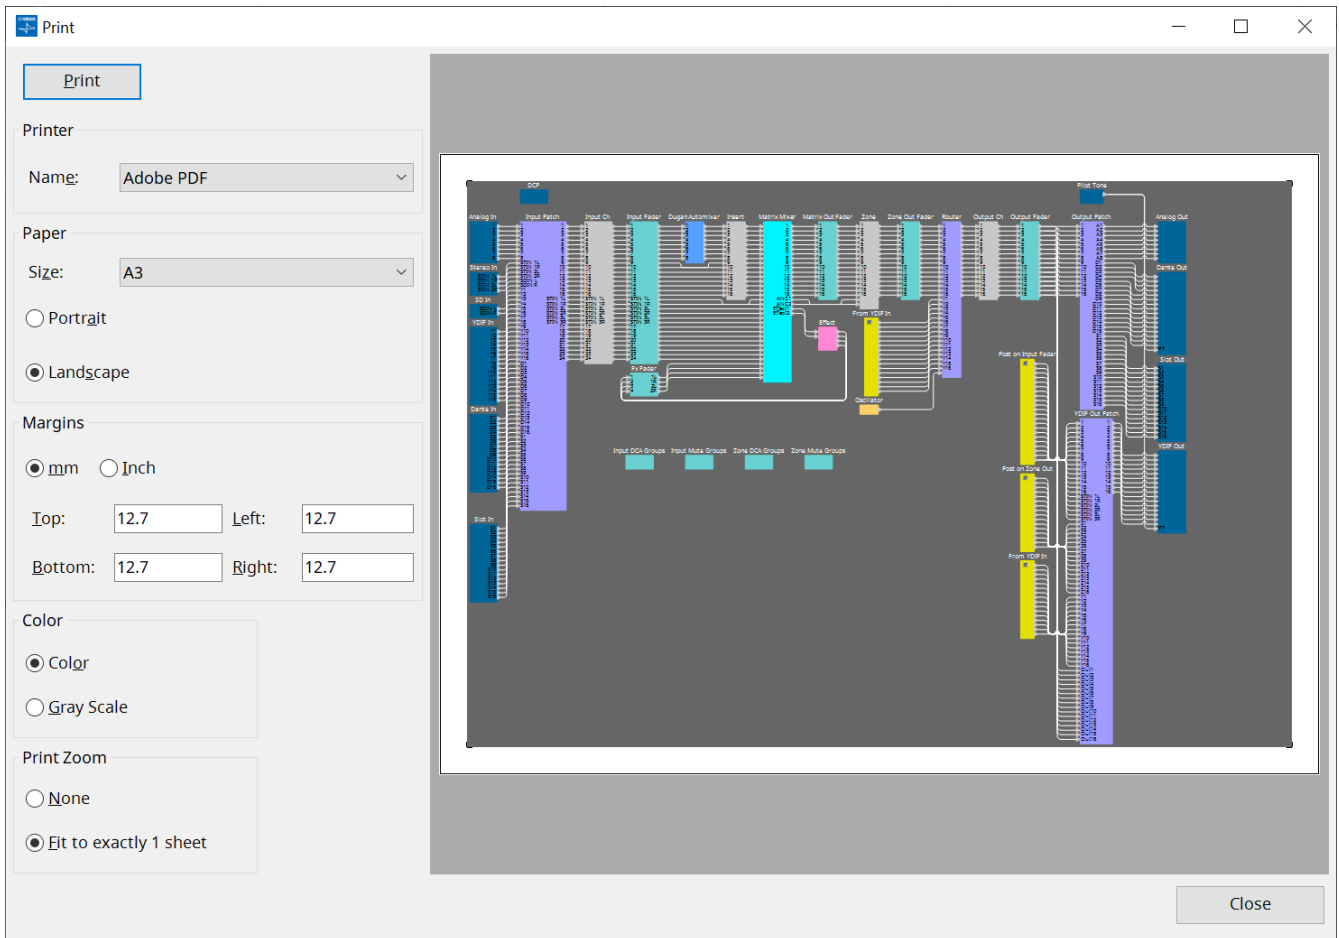 Print
Print
Printer
Name:
Adobe PDF
Paper
Size:
A3
Portrait
Landscape
Margins
mm
Inch
Top:
12.7
Left:
12.7
Bottom:
12.7
Right:
12.7
Color
Color
Gray Scale
Print Zoom
None
Fit to exactly 1 sheet
DCP
Pilot Tone
Analog In
Input Patch
Input Ch
Input Fader
Dugan Automixer
Insert
Matrix Mixer
Matrix Out Fader
Zone
Zone Out Fader
Router
Output Ch
Output Fader
Output Patch
Analog Out
Stereo In
Dante Out
SD In
YDIF In
From YDIF In
Effect
Post on Input Fader
Slot Out
Fx Fader
Oscillator
Dante In
YDIF Out Patch
YDIF Out
Input DCA Groups
Input Mute Groups
Zone DCA Groups
Zone Mute Groups
Post on Zone Out
Slot In
From YDIF In
Close